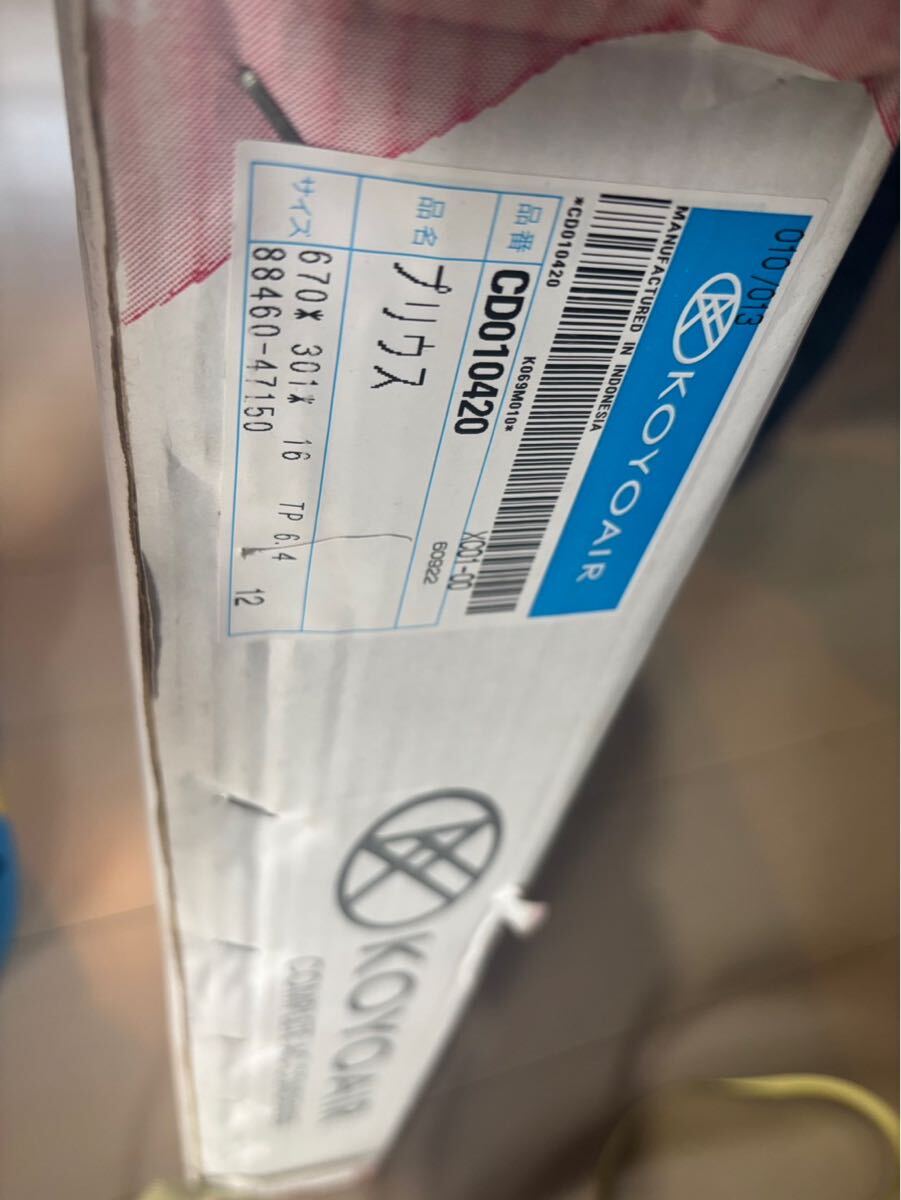 010 /013
KOYOAIR
MANUFACTURED IN INDONESIA
*CD010420 K069M010*
XC01-00
品番 CD010420 60922
品名 プリウス
サイズ 670* 301* 16 TP 6.4
88460-47150 12
KOYOAIR